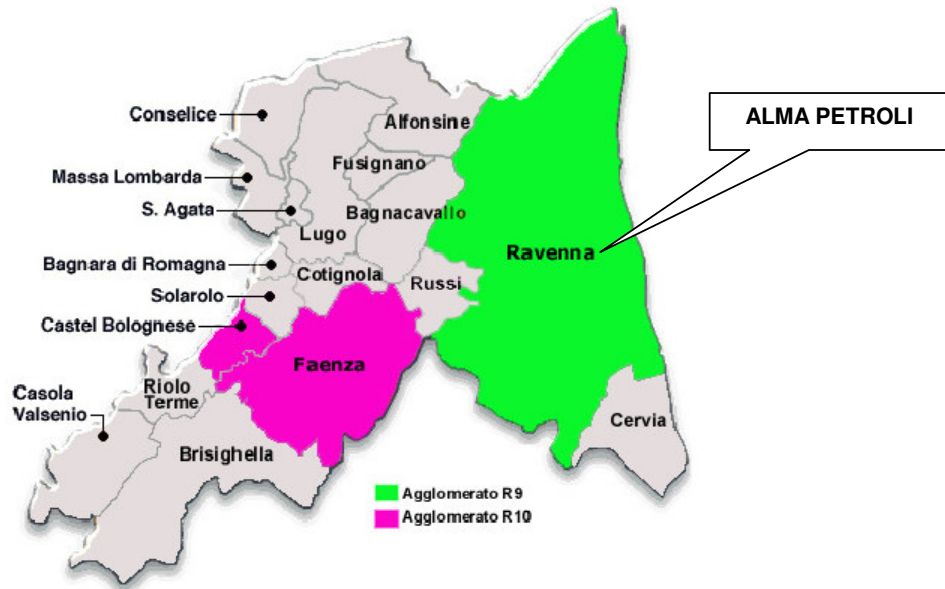 ALMA PETROLI
Conselice
Alfonsine
Fusignano
Massa Lombarda
S. Agata
Bagnacavallo
Lugo
Ravenna
Bagnara di Romagna
Cotignola
Russi
Solarolo
Castel Bolognese
Faenza
Riolo
Terme
Casola
Valsenio
Cervia
Brisighella
Agglomerato R9
Agglomerato R10